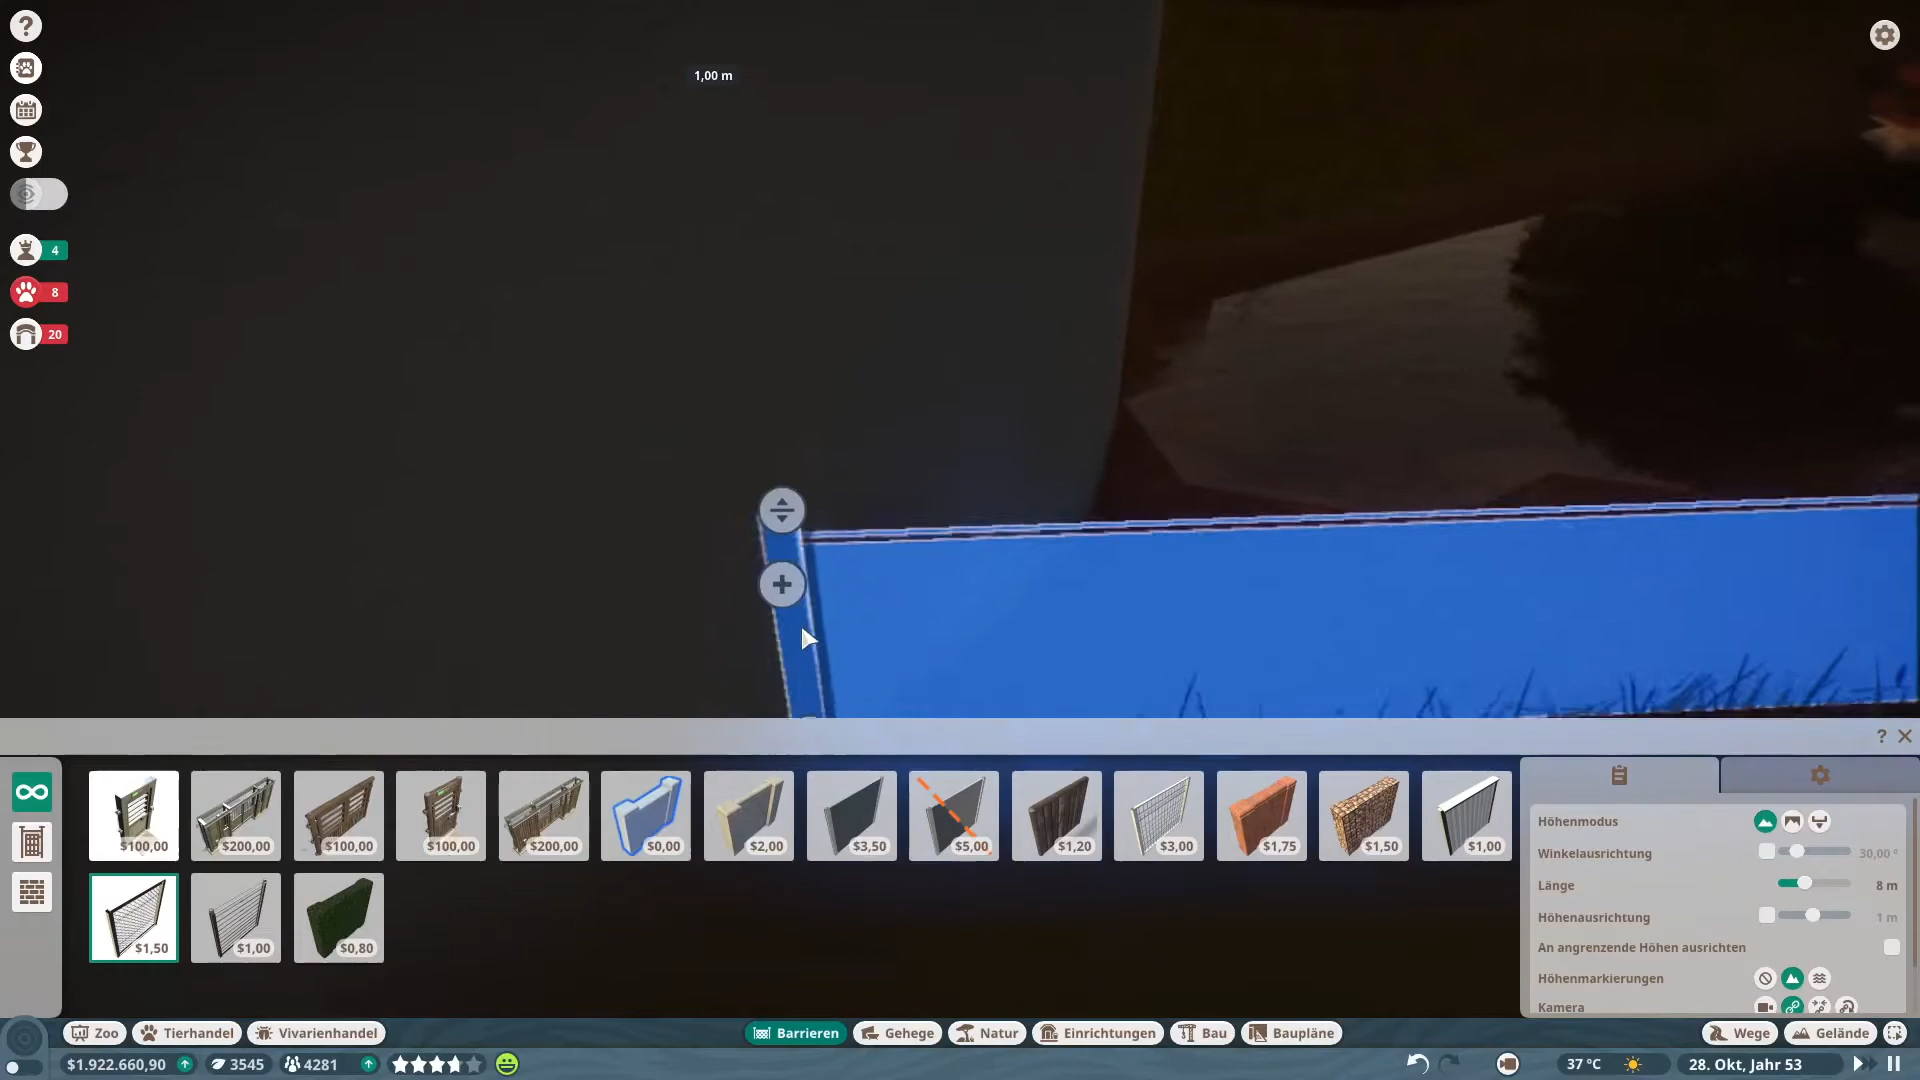 ?
1,00 m
4
8
20
?
$100,00
$200,00
$100,00
$100,00
$200,00
$0,00
$2,00
$3,50
$5,00
$1,20
$3,00
$1,75
$1,50
$1,00
$1,50
$1,00
$0,80
Höhenmodus
Winkelausrichtung 30,00 °
Länge 8 m
Höhenausrichtung 1 m
An angrenzende Höhen ausrichten
Höhenmarkierungen
Kamera
Zoo
Tierhandel
Vivarienhandel
Barrieren
Gehege
Natur
Einrichtungen
Bau
Baupläne
Wege
Gelände
$1.922.660,90
3545
4281
37 °C
28. Okt, Jahr 53